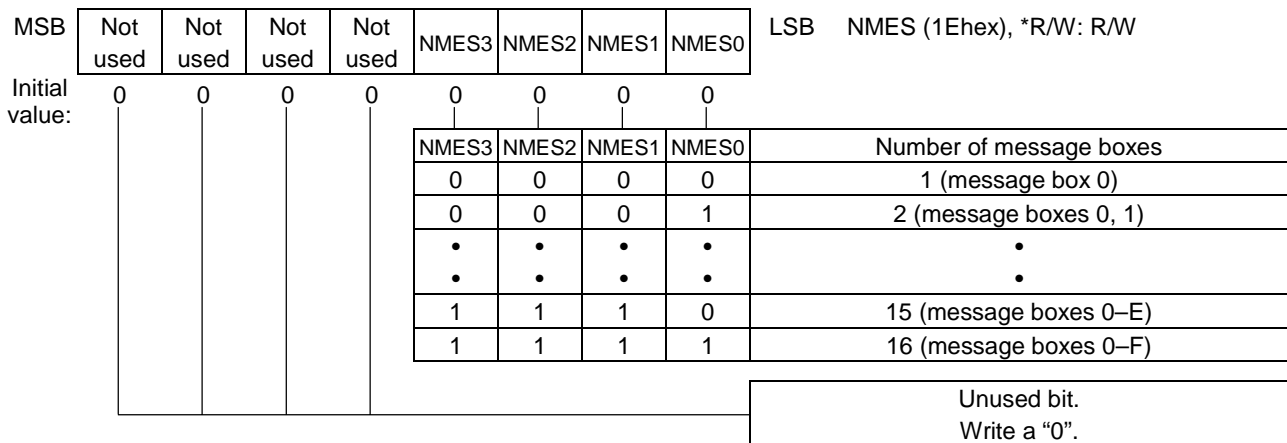 MSB Not used Not used Not used Not used NMES3 NMES2 NMES1 NMES0 LSB NMES (1Ehex), *R/W: R/W
Initial value: 0 0 0 0 0 0 0 0
NMES3 NMES2 NMES1 NMES0 Number of message boxes
0 0 0 0 1 (message box 0)
0 0 0 1 2 (message boxes 0, 1)
• • • • •
• • • • •
1 1 1 0 15 (message boxes 0–E)
1 1 1 1 16 (message boxes 0–F)
Unused bit.
Write a “0”.